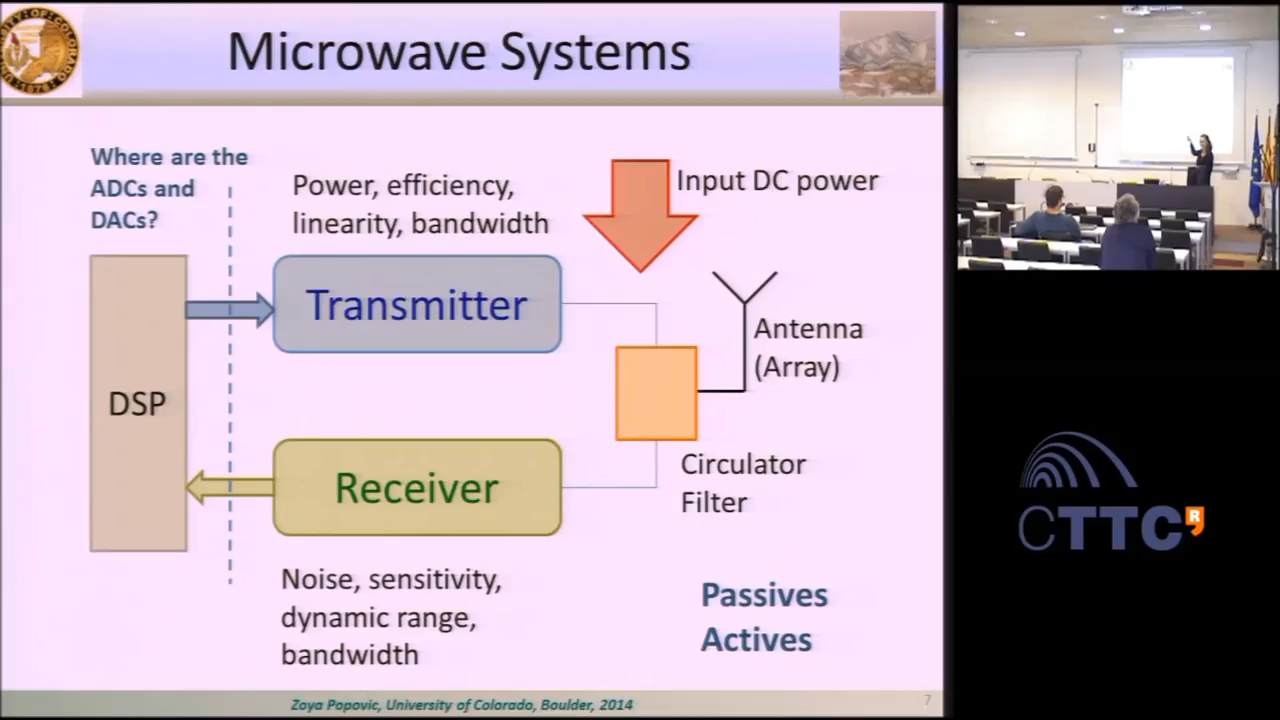 Microwave Systems
Where are the
ADCs and
DACs?
Power, efficiency,
linearity, bandwidth
Input DC power
Transmitter
Antenna
(Array)
DSP
Receiver
Circulator
Filter
Noise, sensitivity,
dynamic range,
bandwidth
Passives
Actives
Zoya Popovic, University of Colorado, Boulder, 2014
7
CTTC
R